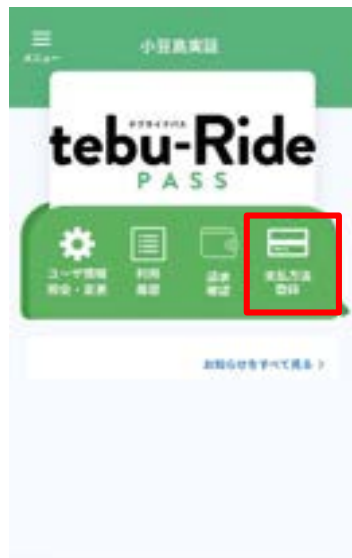 メニュー
小豆島実証
テブライドパス
tebu-Ride
PASS
ユーザ情報
照会・変更
利用
履歴
請求
確認
支払方法
登録
お知らせをすべて見る >